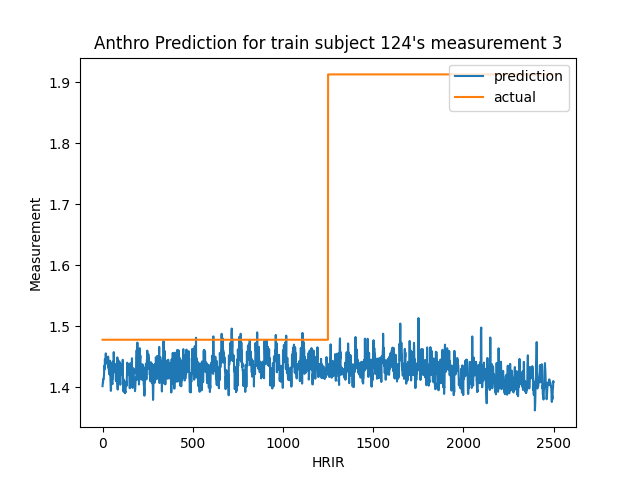 Anthro Prediction for train subject 124's measurement 3
prediction
actual
1.9
1.8
1.7
1.6
1.5
1.4
Measurement
0
500
1000
1500
2000
2500
HRIR